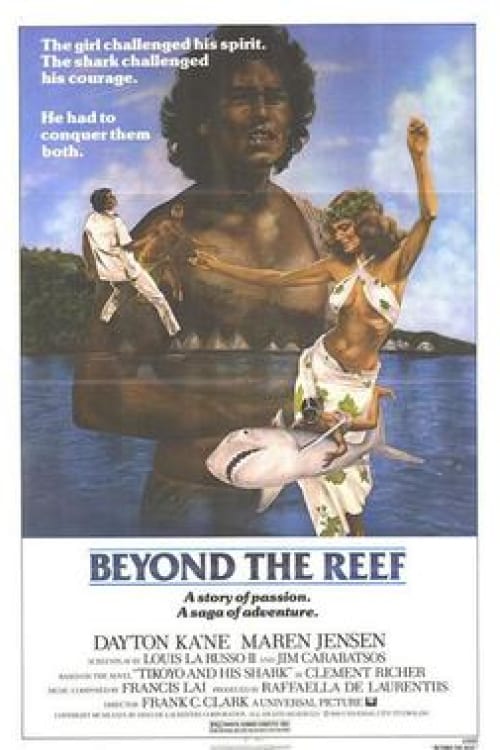 The girl challenged his spirit.
The shark challenged
his courage.
He had to
conquer them
both.
BEYOND THE REEF
A story of passion.
A saga of adventure.
DAYTON KA'NE MAREN JENSEN
SCREENPLAY BY LOUIS LA RUSSO II AND JIM CARABATSOS
BASED ON THE NOVEL "TIKOYO AND HIS SHARK" BY CLEMENT RICHER
MUSIC COMPOSED BY FRANCIS LAI PRODUCED BY RAFFAELLA DE LAURENTIIS
DIRECTOR FRANK C. CLARK A UNIVERSAL PICTURE